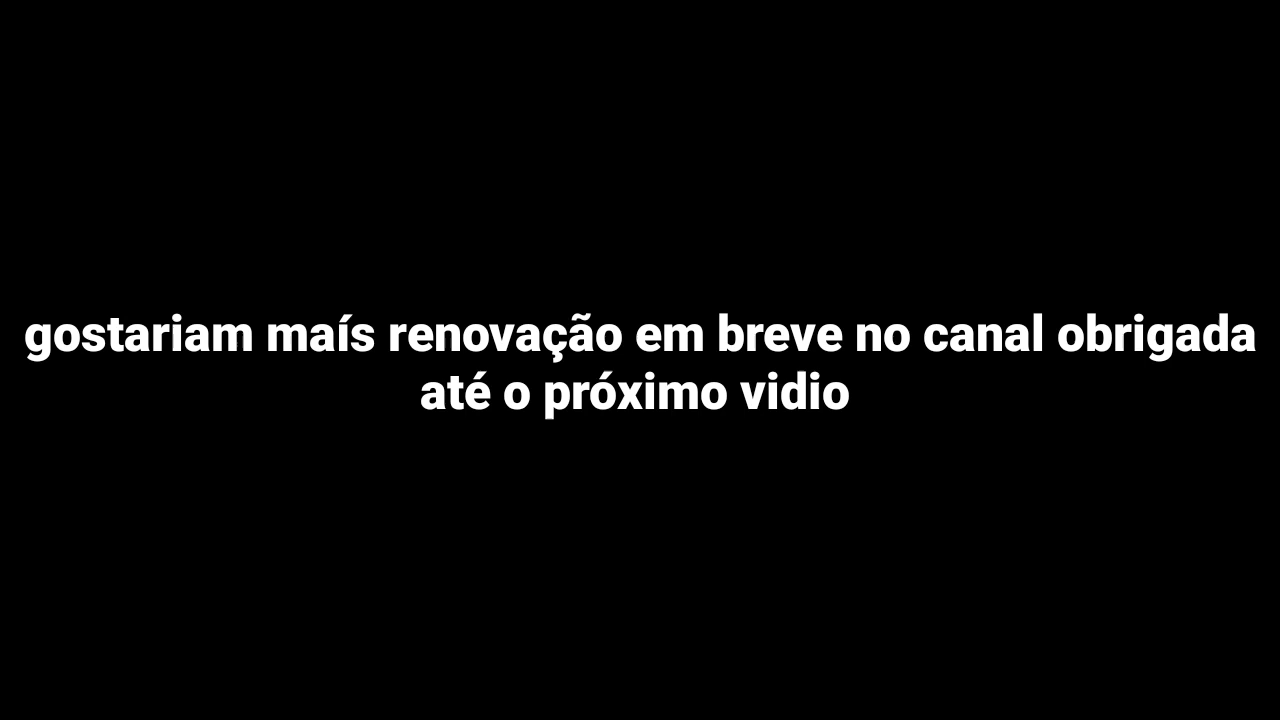 gostariam maís renovação em breve no canal obrigada
até o próximo vidio